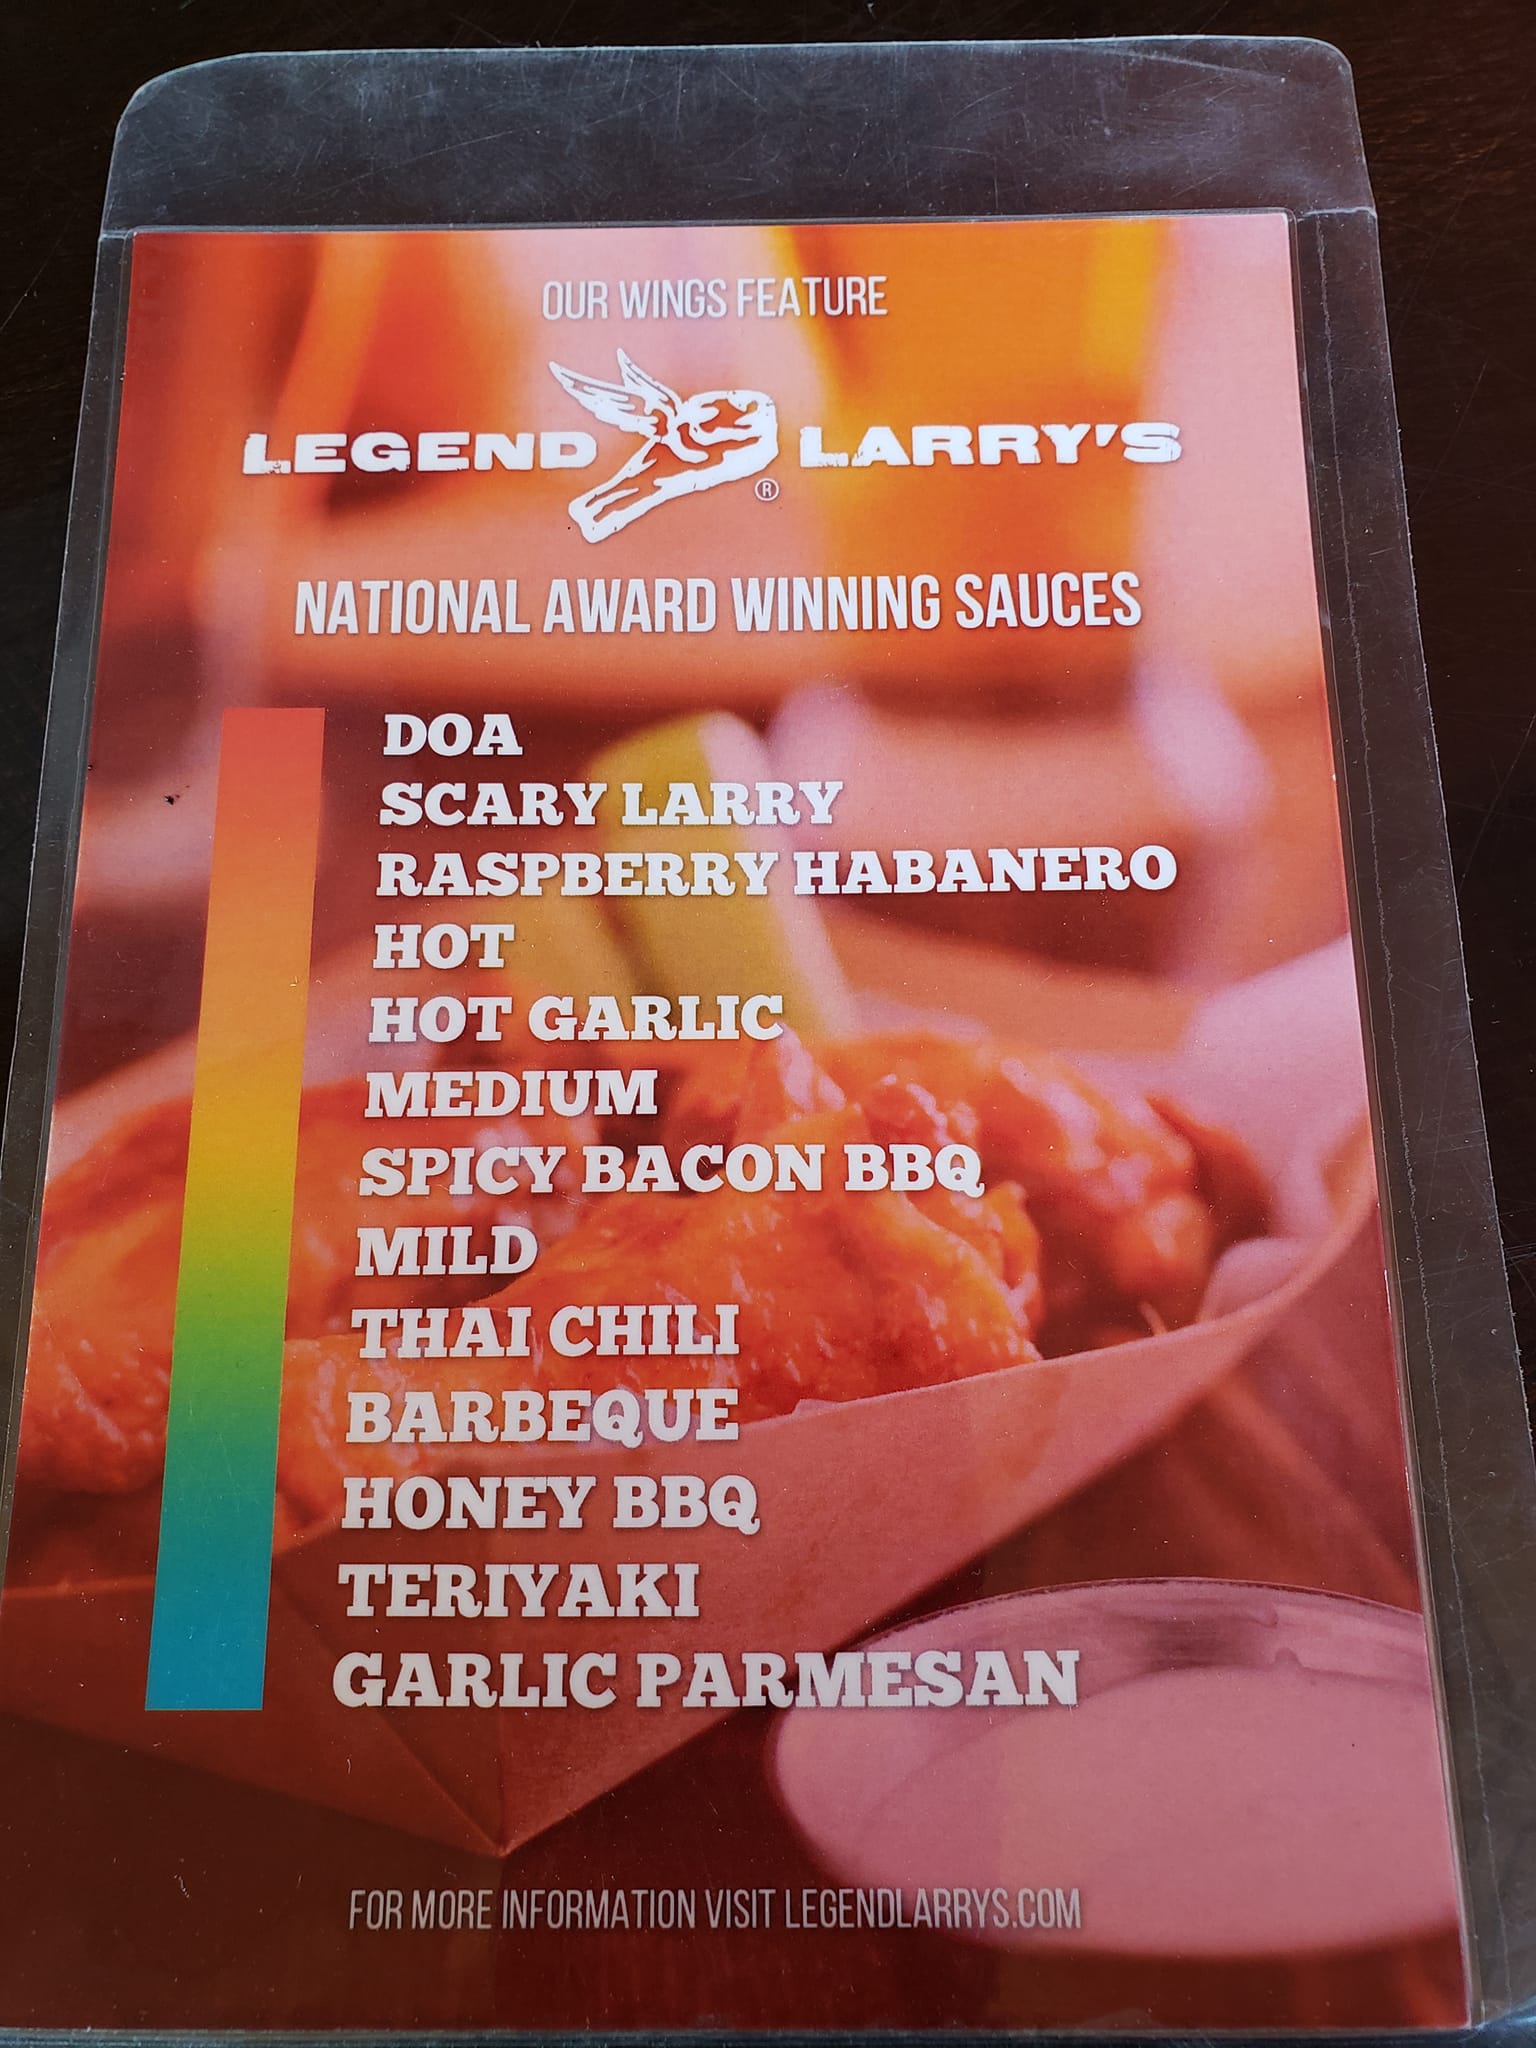 OUR WINGS FEATURE
LEGEND LARRY'S
®
NATIONAL AWARD WINNING SAUCES
DOA
SCARY LARRY
RASPBERRY HABANERO
HOT
HOT GARLIC
MEDIUM
SPICY BACON BBQ
MILD
THAI CHILI
BARBEQUE
HONEY BBQ
TERIYAKI
GARLIC PARMESAN
FOR MORE INFORMATION VISIT LEGENDLARRYS.COM